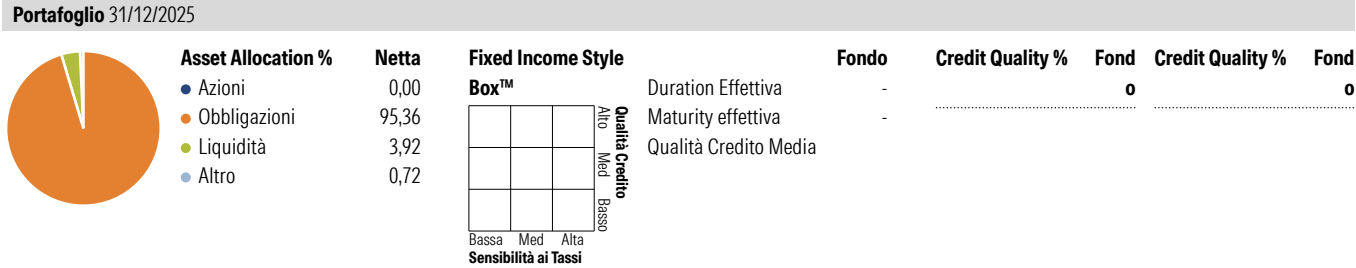 Portafoglio 31/12/2025
Asset Allocation % Netta
Azioni 0,00
Obbligazioni 95,36
Liquidità 3,92
Altro 0,72
Fixed Income Style
Box™
Alto Med Basso
Qualità Credito
Bassa Med Alta
Sensibilità ai Tassi
Fondo
Duration Effettiva -
Maturity effettiva -
Qualità Credito Media
Credit Quality % Fond
o
Credit Quality % Fond
o